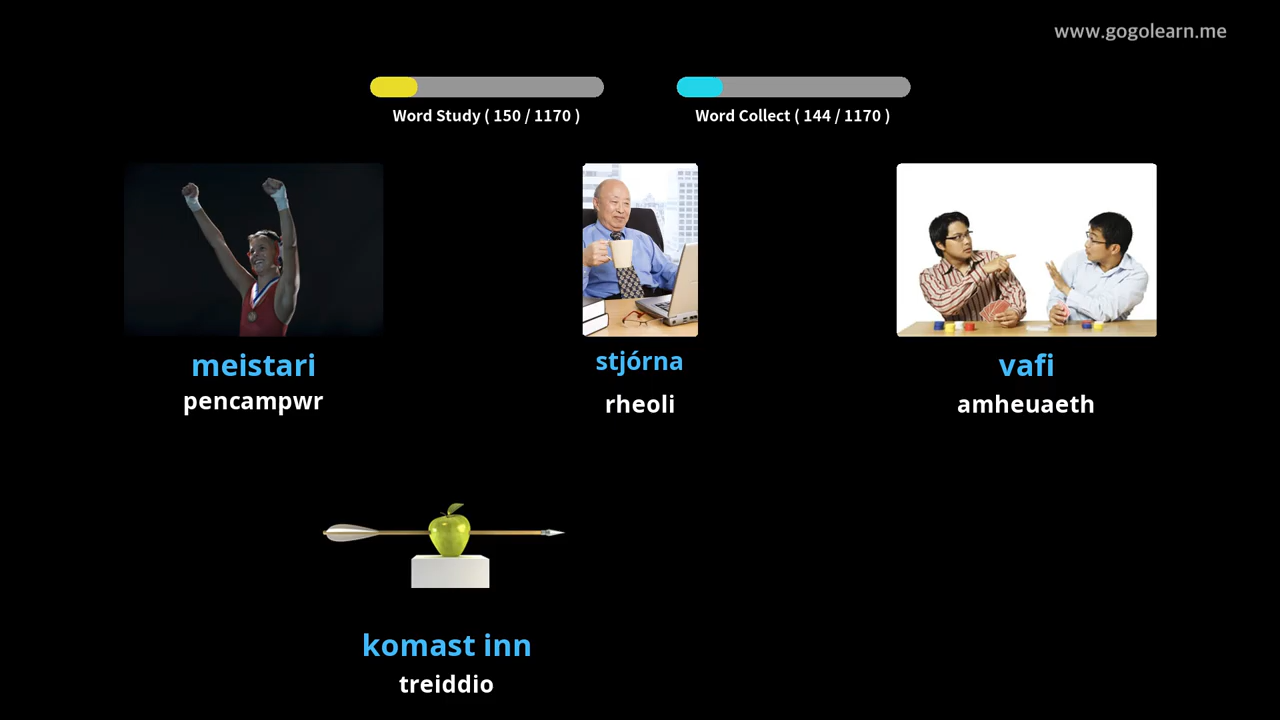 www.gogolearn.me
Word Study ( 150 / 1170 )
Word Collect ( 144 / 1170 )
meistari
pencampwr
stjórna
rheoli
vafi
amheuaeth
komast inn
treiddio